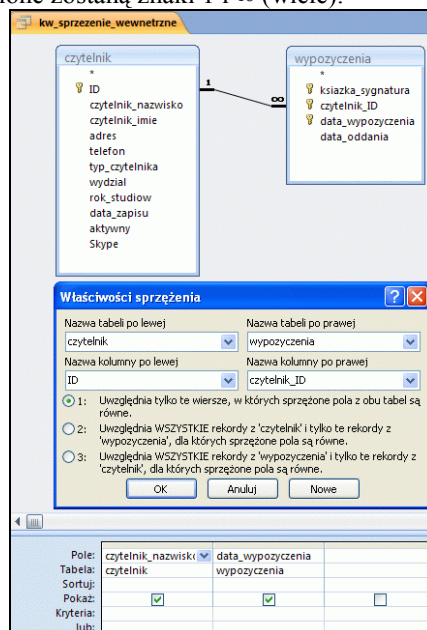 one zostaną znaki 1 i ∞ (wiele).
kw_sprzezenie_wewnetrzne
czytelnik
*
ID
czytelnik_nazwisko
czytelnik_imie
adres
telefon
typ_czytelnika
wydzial
rok_studiow
data_zapisu
aktywny
Skype
1
∞
wypozyczenia
*
ksiazka_sygnatura
czytelnik_ID
data_wypozyczenia
data_oddania
Właściwości sprzężenia
Nazwa tabeli po lewej Nazwa tabeli po prawej
czytelnik wypozyczenia
Nazwa kolumny po lewej Nazwa kolumny po prawej
ID czytelnik_ID
1: Uwzględnia tylko te wiersze, w których sprzężone pola z obu tabel są
równe.
2: Uwzględnia WSZYSTKIE rekordy z 'czytelnik' i tylko te rekordy z
'wypozyczenia', dla których sprzężone pola są równe.
3: Uwzględnia WSZYSTKIE rekordy z 'wypozyczenia' i tylko te rekordy z
'czytelnik', dla których sprzężone pola są równe.
OK Anuluj Nowe
Pole: czytelnik_nazwisko data_wypozyczenia
Tabela: czytelnik wypozyczenia
Sortuj:
Pokaż:
Kryteria:
lub: